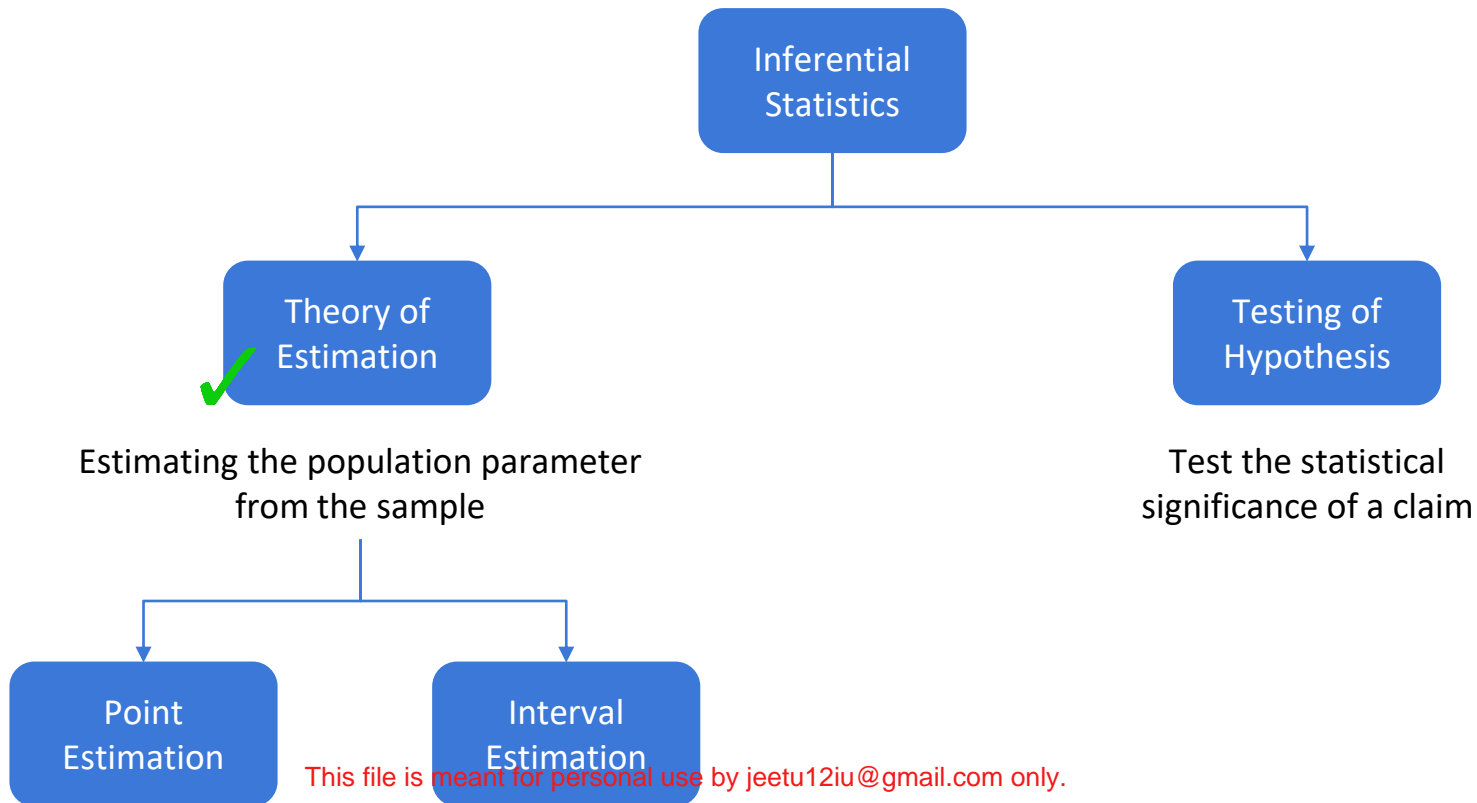 Inferential
Statistics
Theory of
Estimation
Testing of
Hypothesis
Estimating the population parameter
from the sample
Test the statistical
significance of a claim
Point
Estimation
Interval
Estimation
This file is meant for personal use by jeetu12iu@gmail.com only.